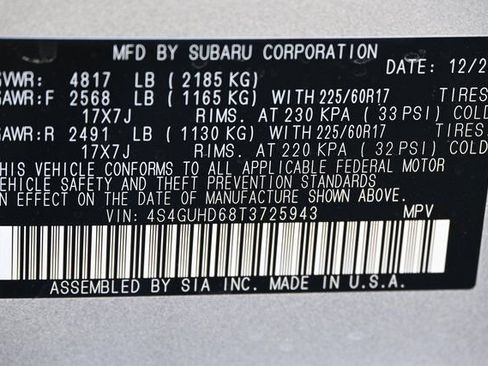 MFD BY SUBARU CORPORATION
GVWR: 4817 LB (2185 KG) DATE: 12/2
GAWR:F 2568 LB (1165 KG) WITH 225/60R17 TIRES
17X7J RIMS. AT 230 KPA (33 PSI) COLD
GAWR:R 2491 LB (1130 KG) WITH 225/60R17 TIRES
17X7J RIMS. AT 220 KPA (32 PSI) COLD
THIS VEHICLE CONFORMS TO ALL APPLICABLE FEDERAL MOTOR
VEHICLE SAFETY AND THEFT PREVENTION STANDARDS
IN EFFECT ON THE DATE OF MANUFACTURE SHOWN ABOVE.
VIN: 4S4GUHD68T3725943 MPV
ASSEMBLED BY SIA INC. MADE IN U.S.A.